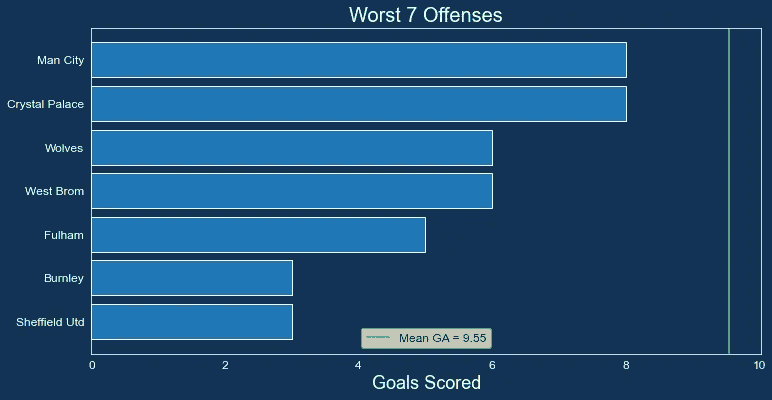 Worst 7 Offenses
Man City
Crystal Palace
Wolves
West Brom
Fulham
Burnley
Sheffield Utd
Mean GA = 9.55
0 2 4 6 8 10
Goals Scored